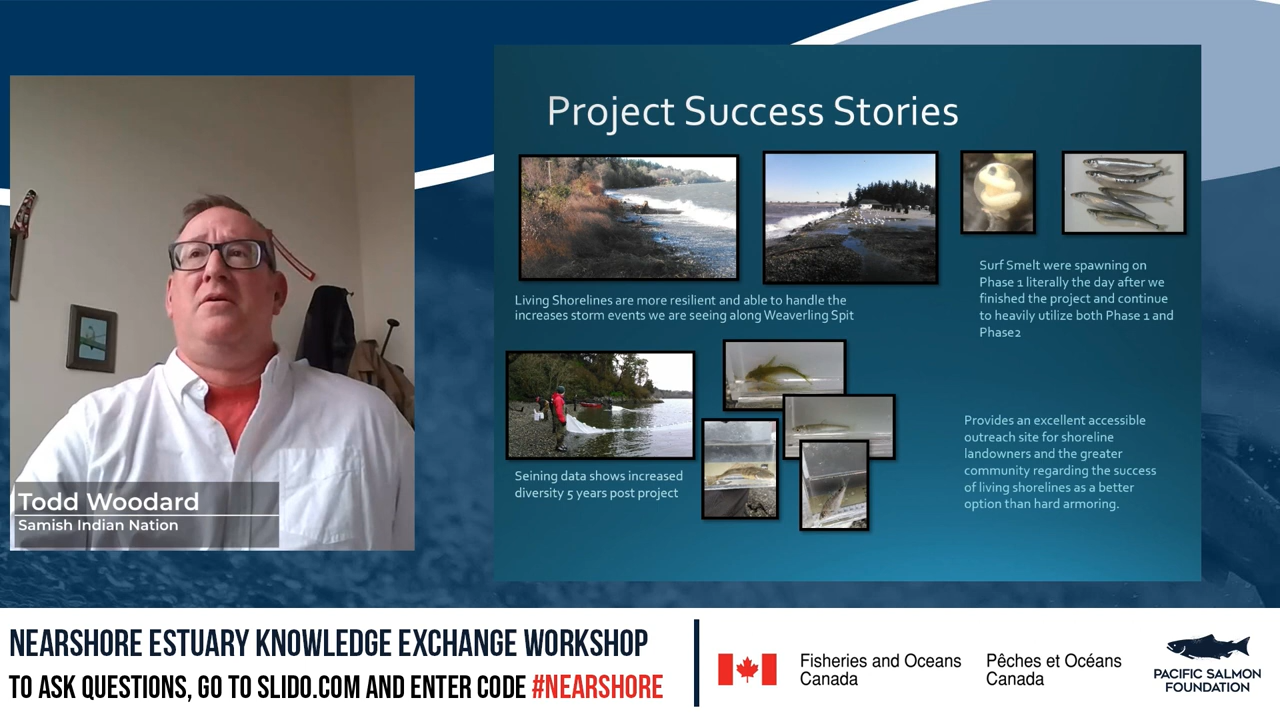 Project Success Stories
Living Shorelines are more resilient and able to handle the
increases storm events we are seeing along Weaverling Spit
Surf Smelt were spawning on
Phase 1 literally the day after we
finished the project and continue
to heavily utilize both Phase 1 and
Phase2
Seining data shows increased
diversity 5 years post project
Provides an excellent accessible
outreach site for shoreline
landowners and the greater
community regarding the success
of living shorelines as a better
option than hard armoring.
Todd Woodard
Samish Indian Nation
NEARSHORE ESTUARY KNOWLEDGE EXCHANGE WORKSHOP
TO ASK QUESTIONS, GO TO SLIDO.COM AND ENTER CODE #NEARSHORE
Fisheries and Oceans
Canada
Pêches et Océans
Canada
PACIFIC SALMON
FOUNDATION